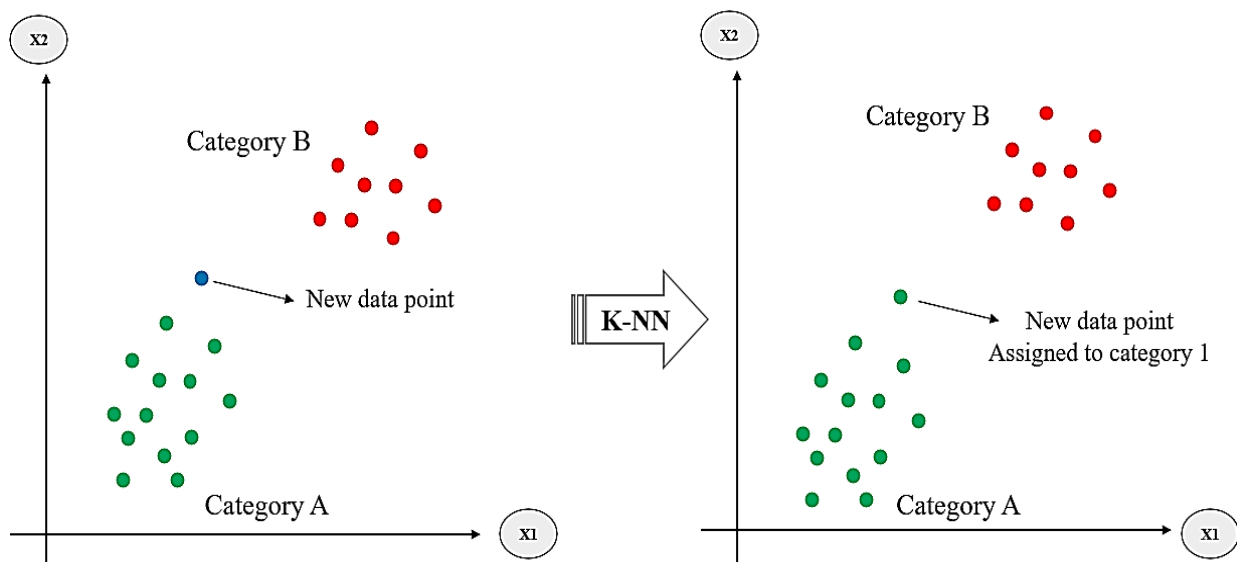 X2
Category B
New data point
Category A
X1
K-NN
X2
Category B
New data point
Assigned to category 1
Category A
X1